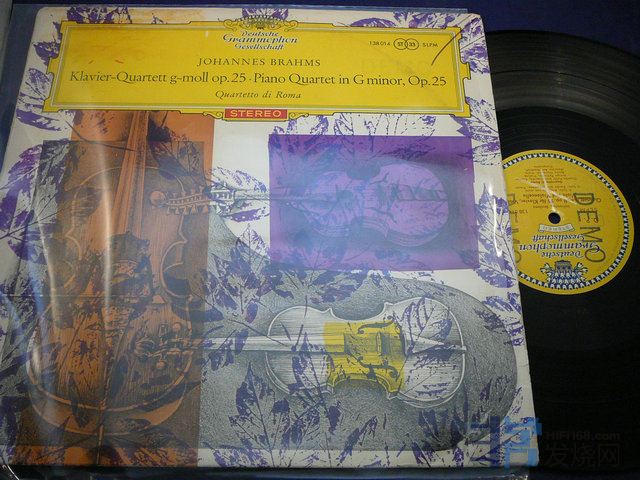 Deutsche
Grammophon
Gesellschaft
138 014 ST 33 SLPM
JOHANNES BRAHMS
Klavier-Quartett g-moll op. 25 · Piano Quartet in G minor, Op. 25
Quartetto di Roma
STEREO
DEMO
Deutsche
Grammophon
Gesellschaft
HIFI168.com
发烧网